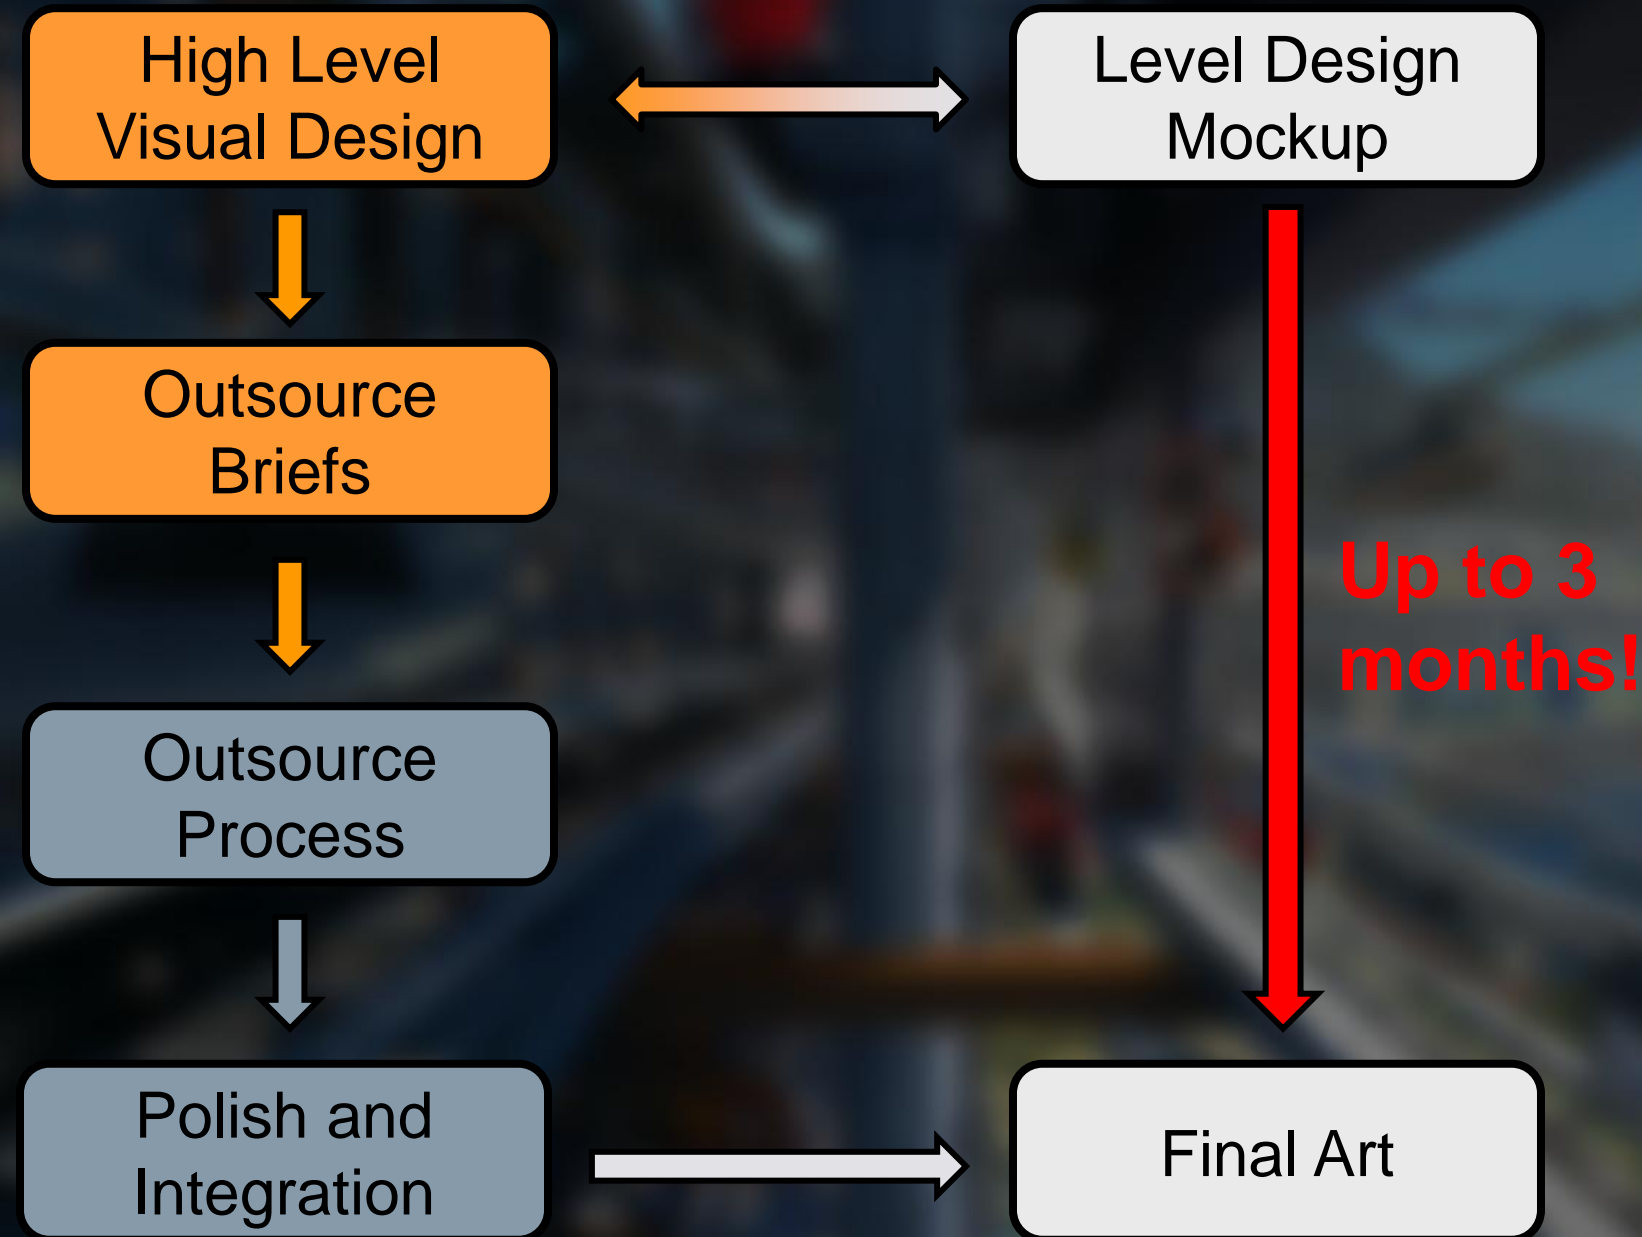 High Level
Visual Design
Level Design
Mockup
Outsource
Briefs
Up to 3
months!
Outsource
Process
Polish and
Integration
Final Art